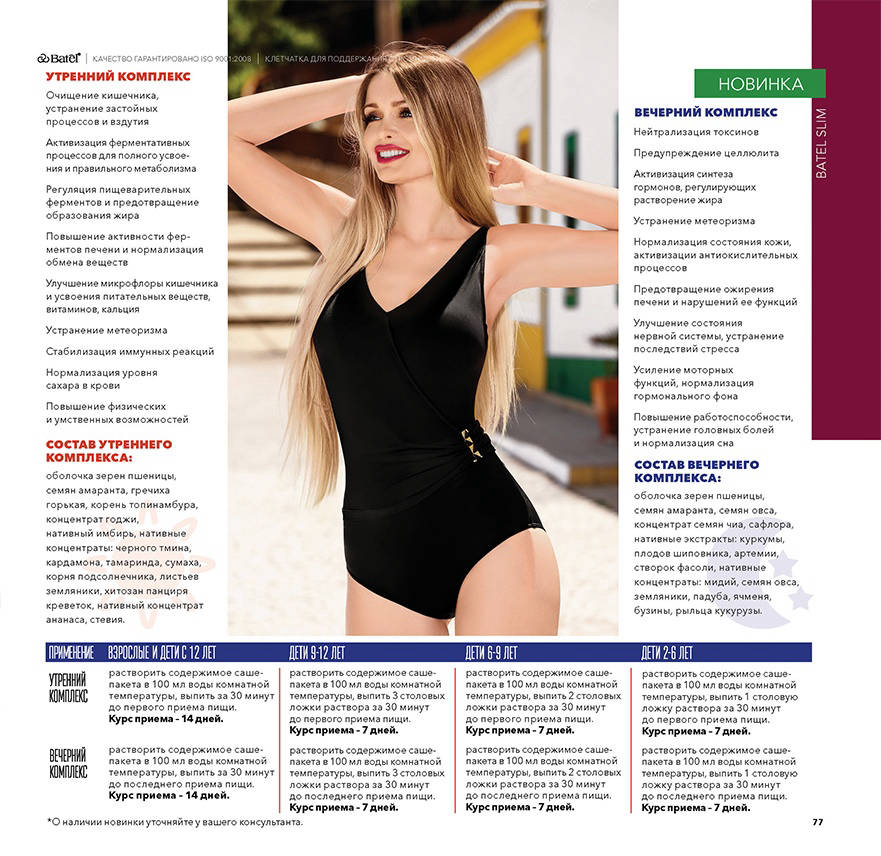 Batel®
КАЧЕСТВО ГАРАНТИРОВАНО ISO 9001:2008
КЛЕТЧАТКА ДЛЯ ПОДДЕРЖАНИЯ
УТРЕННИЙ КОМПЛЕКС
Очищение кишечника,
устранение застойных
процессов и вздутия
Активизация ферментативных
процессов для полного усвое-
ния и правильного метаболизма
Регуляция пищеварительных
ферментов и предотвращение
образования жира
Повышение активности фер-
ментов печени и нормализация
обмена веществ
Улучшение микрофлоры кишечника
и усвоения питательных веществ,
витаминов, кальция
Устранение метеоризма
Стабилизация иммунных реакций
Нормализация уровня
сахара в крови
Повышение физических
и умственных возможностей
СОСТАВ УТРЕННЕГО
КОМПЛЕКСА:
оболочка зерен пшеницы,
семян амаранта, гречиха
горькая, корень топинамбура,
концентрат годжи,
нативный имбирь, нативные
концентраты: черного тмина,
кардамона, тамаринда, сумаха,
корня подсолнечника, листьев
земляники, хитозан панциря
креветок, нативный концентрат
ананаса, стевия.
НОВИНКА
BATEL SLIM
ВЕЧЕРНИЙ КОМПЛЕКС
Нейтрализация токсинов
Предупреждение целлюлита
Активизация синтеза
гормонов, регулирующих
растворение жира
Устранение метеоризма
Нормализация состояния кожи,
активизации антиокислительных
процессов
Предотвращение ожирения
печени и нарушений ее функций
Улучшение состояния
нервной системы, устранение
последствий стресса
Усиление моторных
функций, нормализация
гормонального фона
Повышение работоспособности,
устранение головных болей
и нормализация сна
СОСТАВ ВЕЧЕРНЕГО
КОМПЛЕКСА:
оболочка зерен пшеницы,
семян амаранта, семян овса,
концентрат семян чиа, сафлора,
нативные экстракты: куркумы,
плодов шиповника, артемии,
створок фасоли, нативные
концентраты: мидий, семян овса,
земляники, падуба, ячменя,
бузины, рыльца кукурузы.
ПРИМЕНЕНИЕ
ВЗРОСЛЫЕ И ДЕТИ С 12 ЛЕТ
ДЕТИ 9-12 ЛЕТ
ДЕТИ 6-9 ЛЕТ
ДЕТИ 2-6 ЛЕТ
УТРЕННИЙ
КОМПЛЕКС
растворить содержимое саше-
пакета в 100 мл воды комнатной
температуры, выпить за 30 минут
до первого приема пищи.
Курс приема – 14 дней.
растворить содержимое саше-
пакета в 100 мл воды комнатной
температуры, выпить 3 столовых
ложки раствора за 30 минут
до первого приема пищи.
Курс приема – 7 дней.
растворить содержимое саше-
пакета в 100 мл воды комнатной
температуры, выпить 2 столовых
ложки раствора за 30 минут
до первого приема пищи.
Курс приема – 7 дней.
растворить содержимое саше-
пакета в 100 мл воды комнатной
температуры, выпить 1 столовую
ложку раствора за 30 минут
до первого приема пищи.
Курс приема – 7 дней.
ВЕЧЕРНИЙ
КОМПЛЕКС
растворить содержимое саше-
пакета в 100 мл воды комнатной
температуры, выпить за 30 минут
до последнего приема пищи.
Курс приема – 14 дней.
растворить содержимое саше-
пакета в 100 мл воды комнатной
температуры, выпить 3 столовых
ложки раствора за 30 минут
до последнего приема пищи.
Курс приема – 7 дней.
растворить содержимое саше-
пакета в 100 мл воды комнатной
температуры, выпить 2 столовых
ложки раствора за 30 минут
до последнего приема пищи.
Курс приема – 7 дней.
растворить содержимое саше-
пакета в 100 мл воды комнатной
температуры, выпить 1 столовую
ложку раствора за 30 минут
до последнего приема пищи.
Курс приема – 7 дней.
*О наличии новинки уточняйте у вашего консультанта.
77